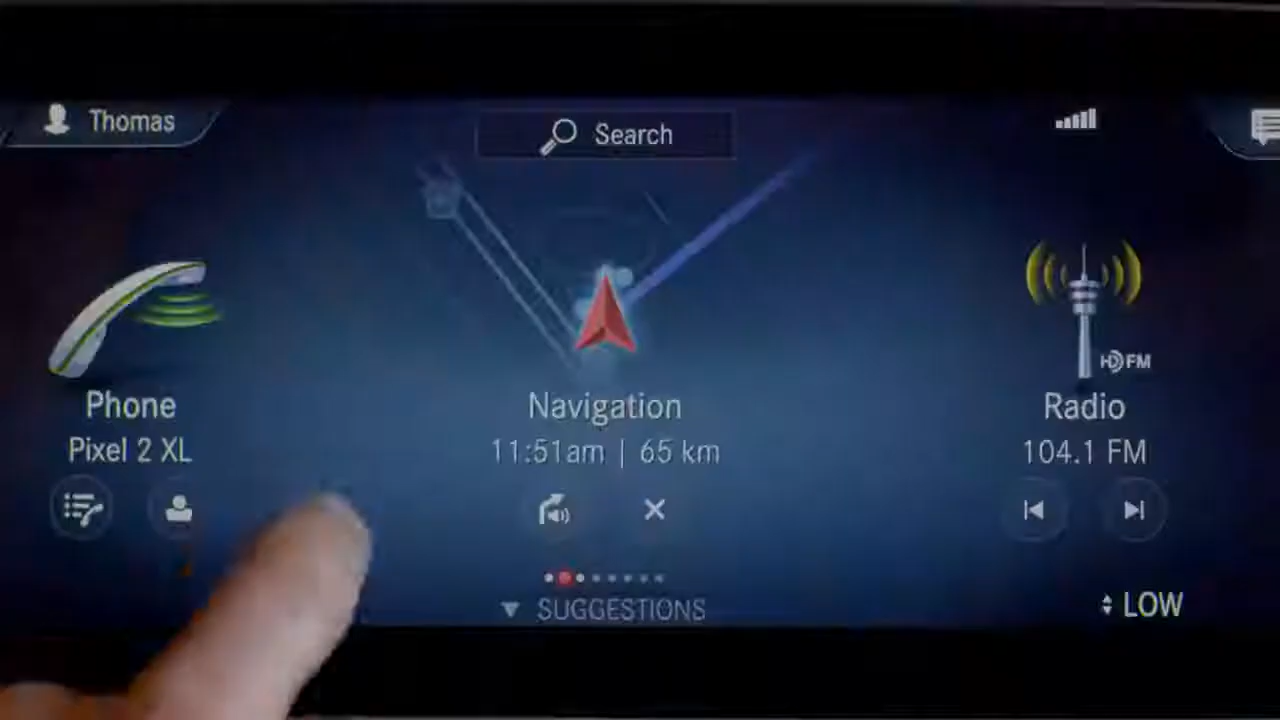 Thomas
Search
HD FM
Phone
Navigation
Radio
Pixel 2 XL
11:51am | 65 km
104.1 FM
SUGGESTIONS
LOW